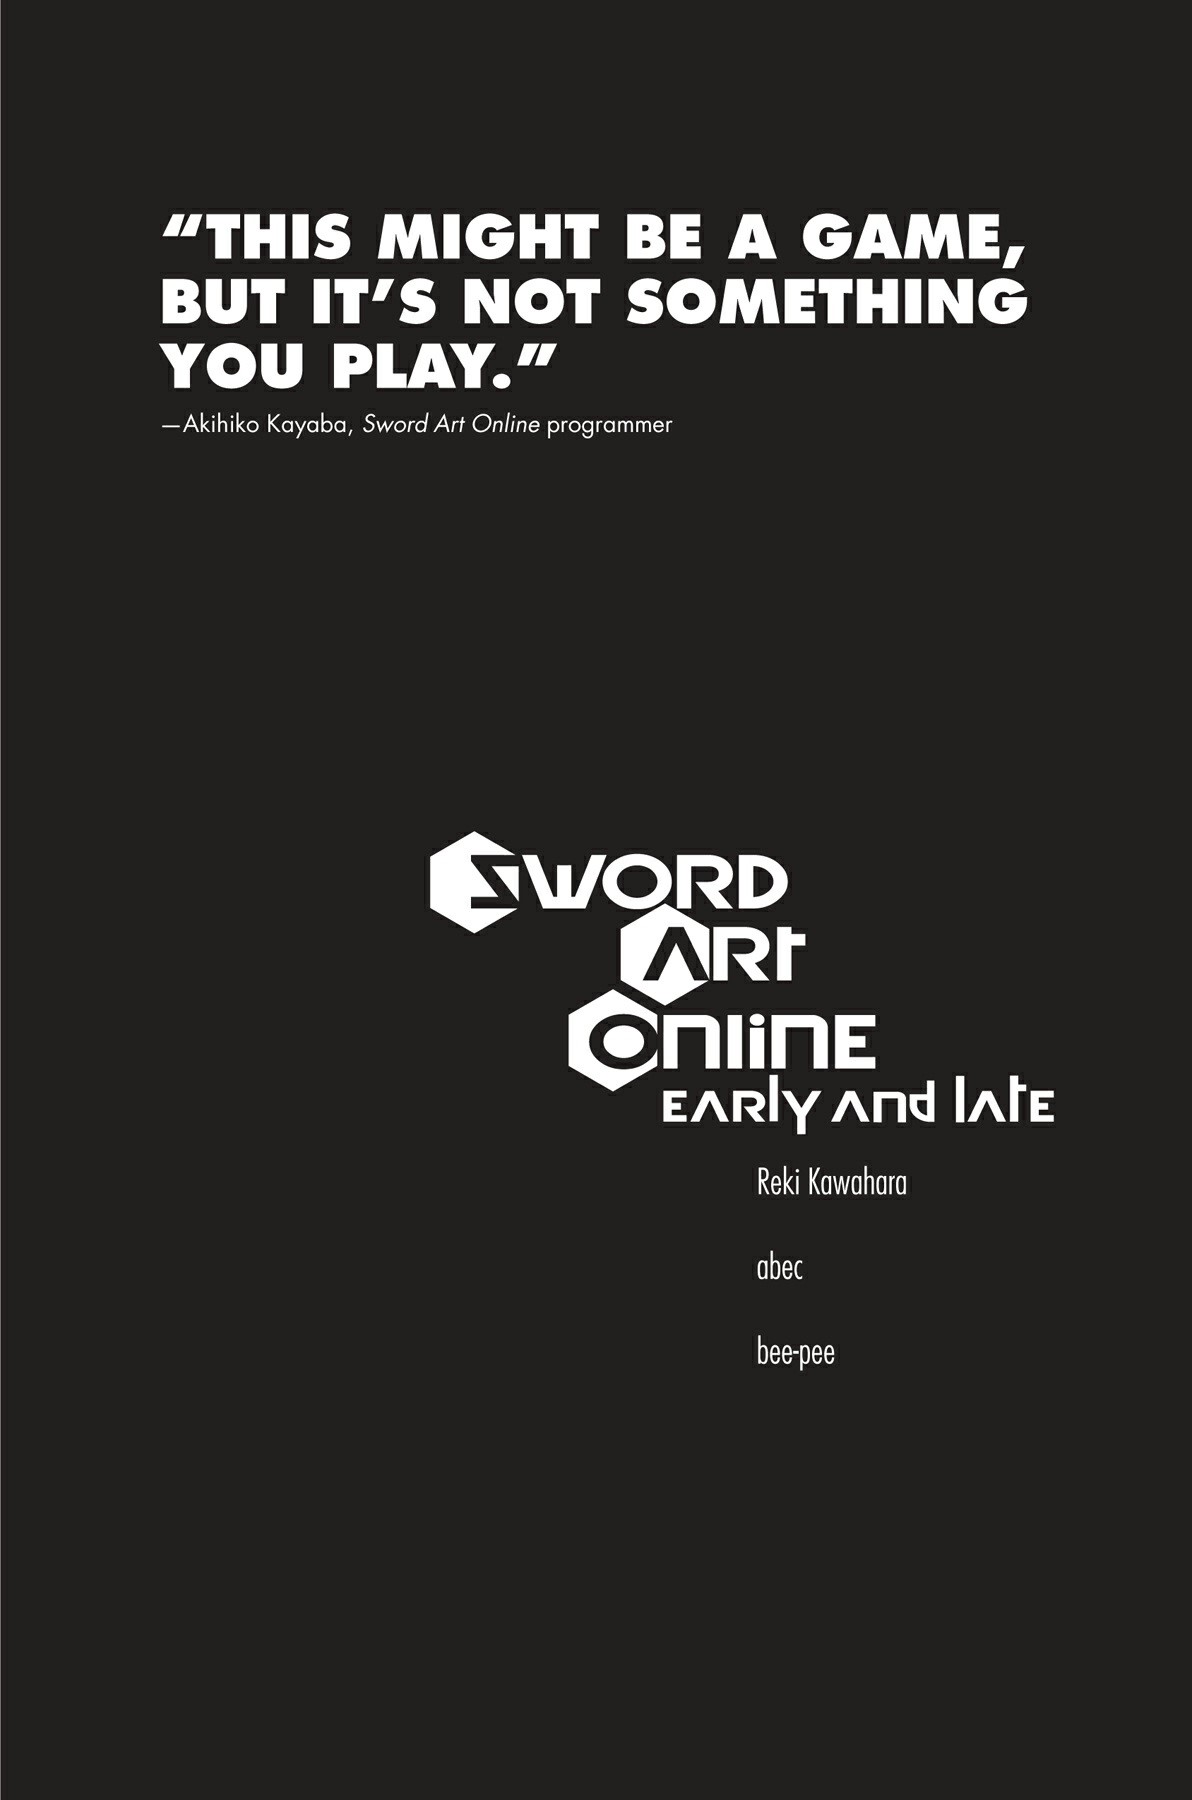 “THIS MIGHT BE A GAME,
BUT IT’S NOT SOMETHING
YOU PLAY.”
—Akihiko Kayaba, Sword Art Online programmer
SWORD
ARt
OnlinE
EARly And lAtE
Reki Kawahara
abec
bee-pee